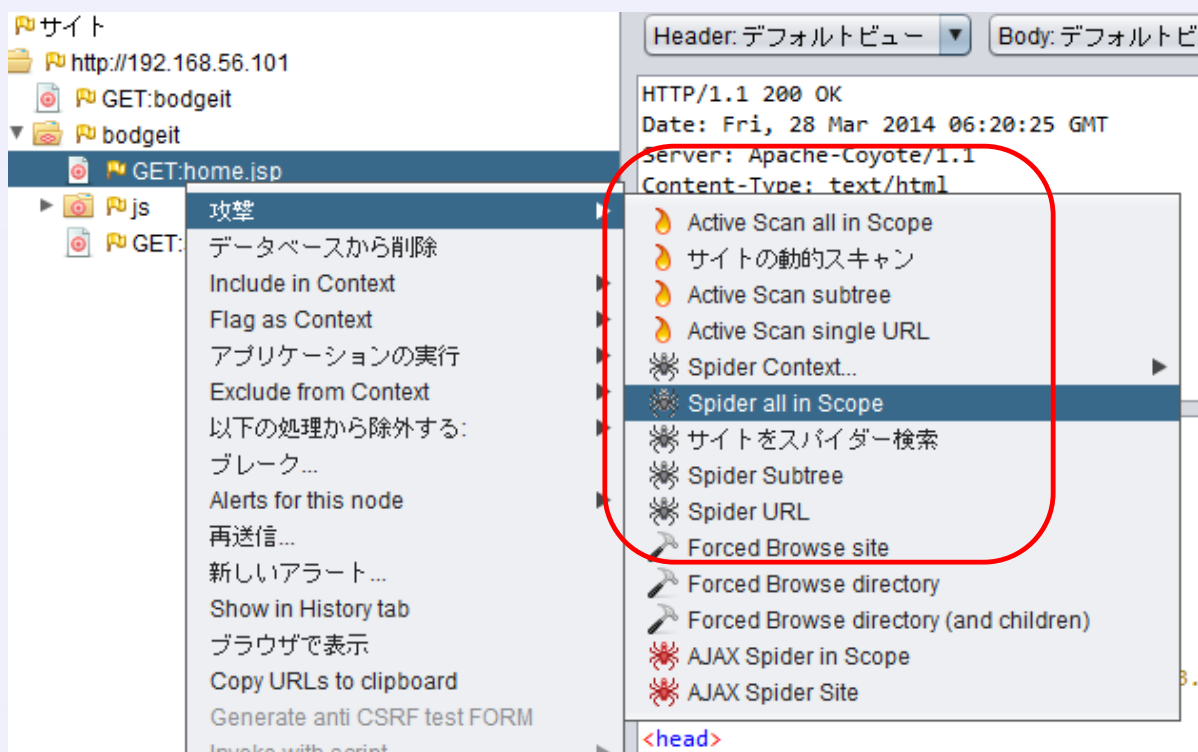 サイト
http://192.168.56.101
GET:bodgeit
bodgeit
GET:home.jsp
js
GET:
攻撃
データベースから削除
Include in Context
Flag as Context
アプリケーションの実行
Exclude from Context
以下の処理から除外する:
ブレーク...
Alerts for this node
再送信...
新しいアラート...
Show in History tab
ブラウザで表示
Copy URLs to clipboard
Generate anti CSRF test FORM
Invoke with script...
Header: デフォルトビュー
Body: デフォルトビ
HTTP/1.1 200 OK
Date: Fri, 28 Mar 2014 06:20:25 GMT
Server: Apache-Coyote/1.1
Content-Type: text/html
Active Scan all in Scope
サイトの動的スキャン
Active Scan subtree
Active Scan single URL
Spider Context...
Spider all in Scope
サイトをスパイダー検索
Spider Subtree
Spider URL
Forced Browse site
Forced Browse directory
Forced Browse directory (and children)
AJAX Spider in Scope
AJAX Spider Site
3.
<head>